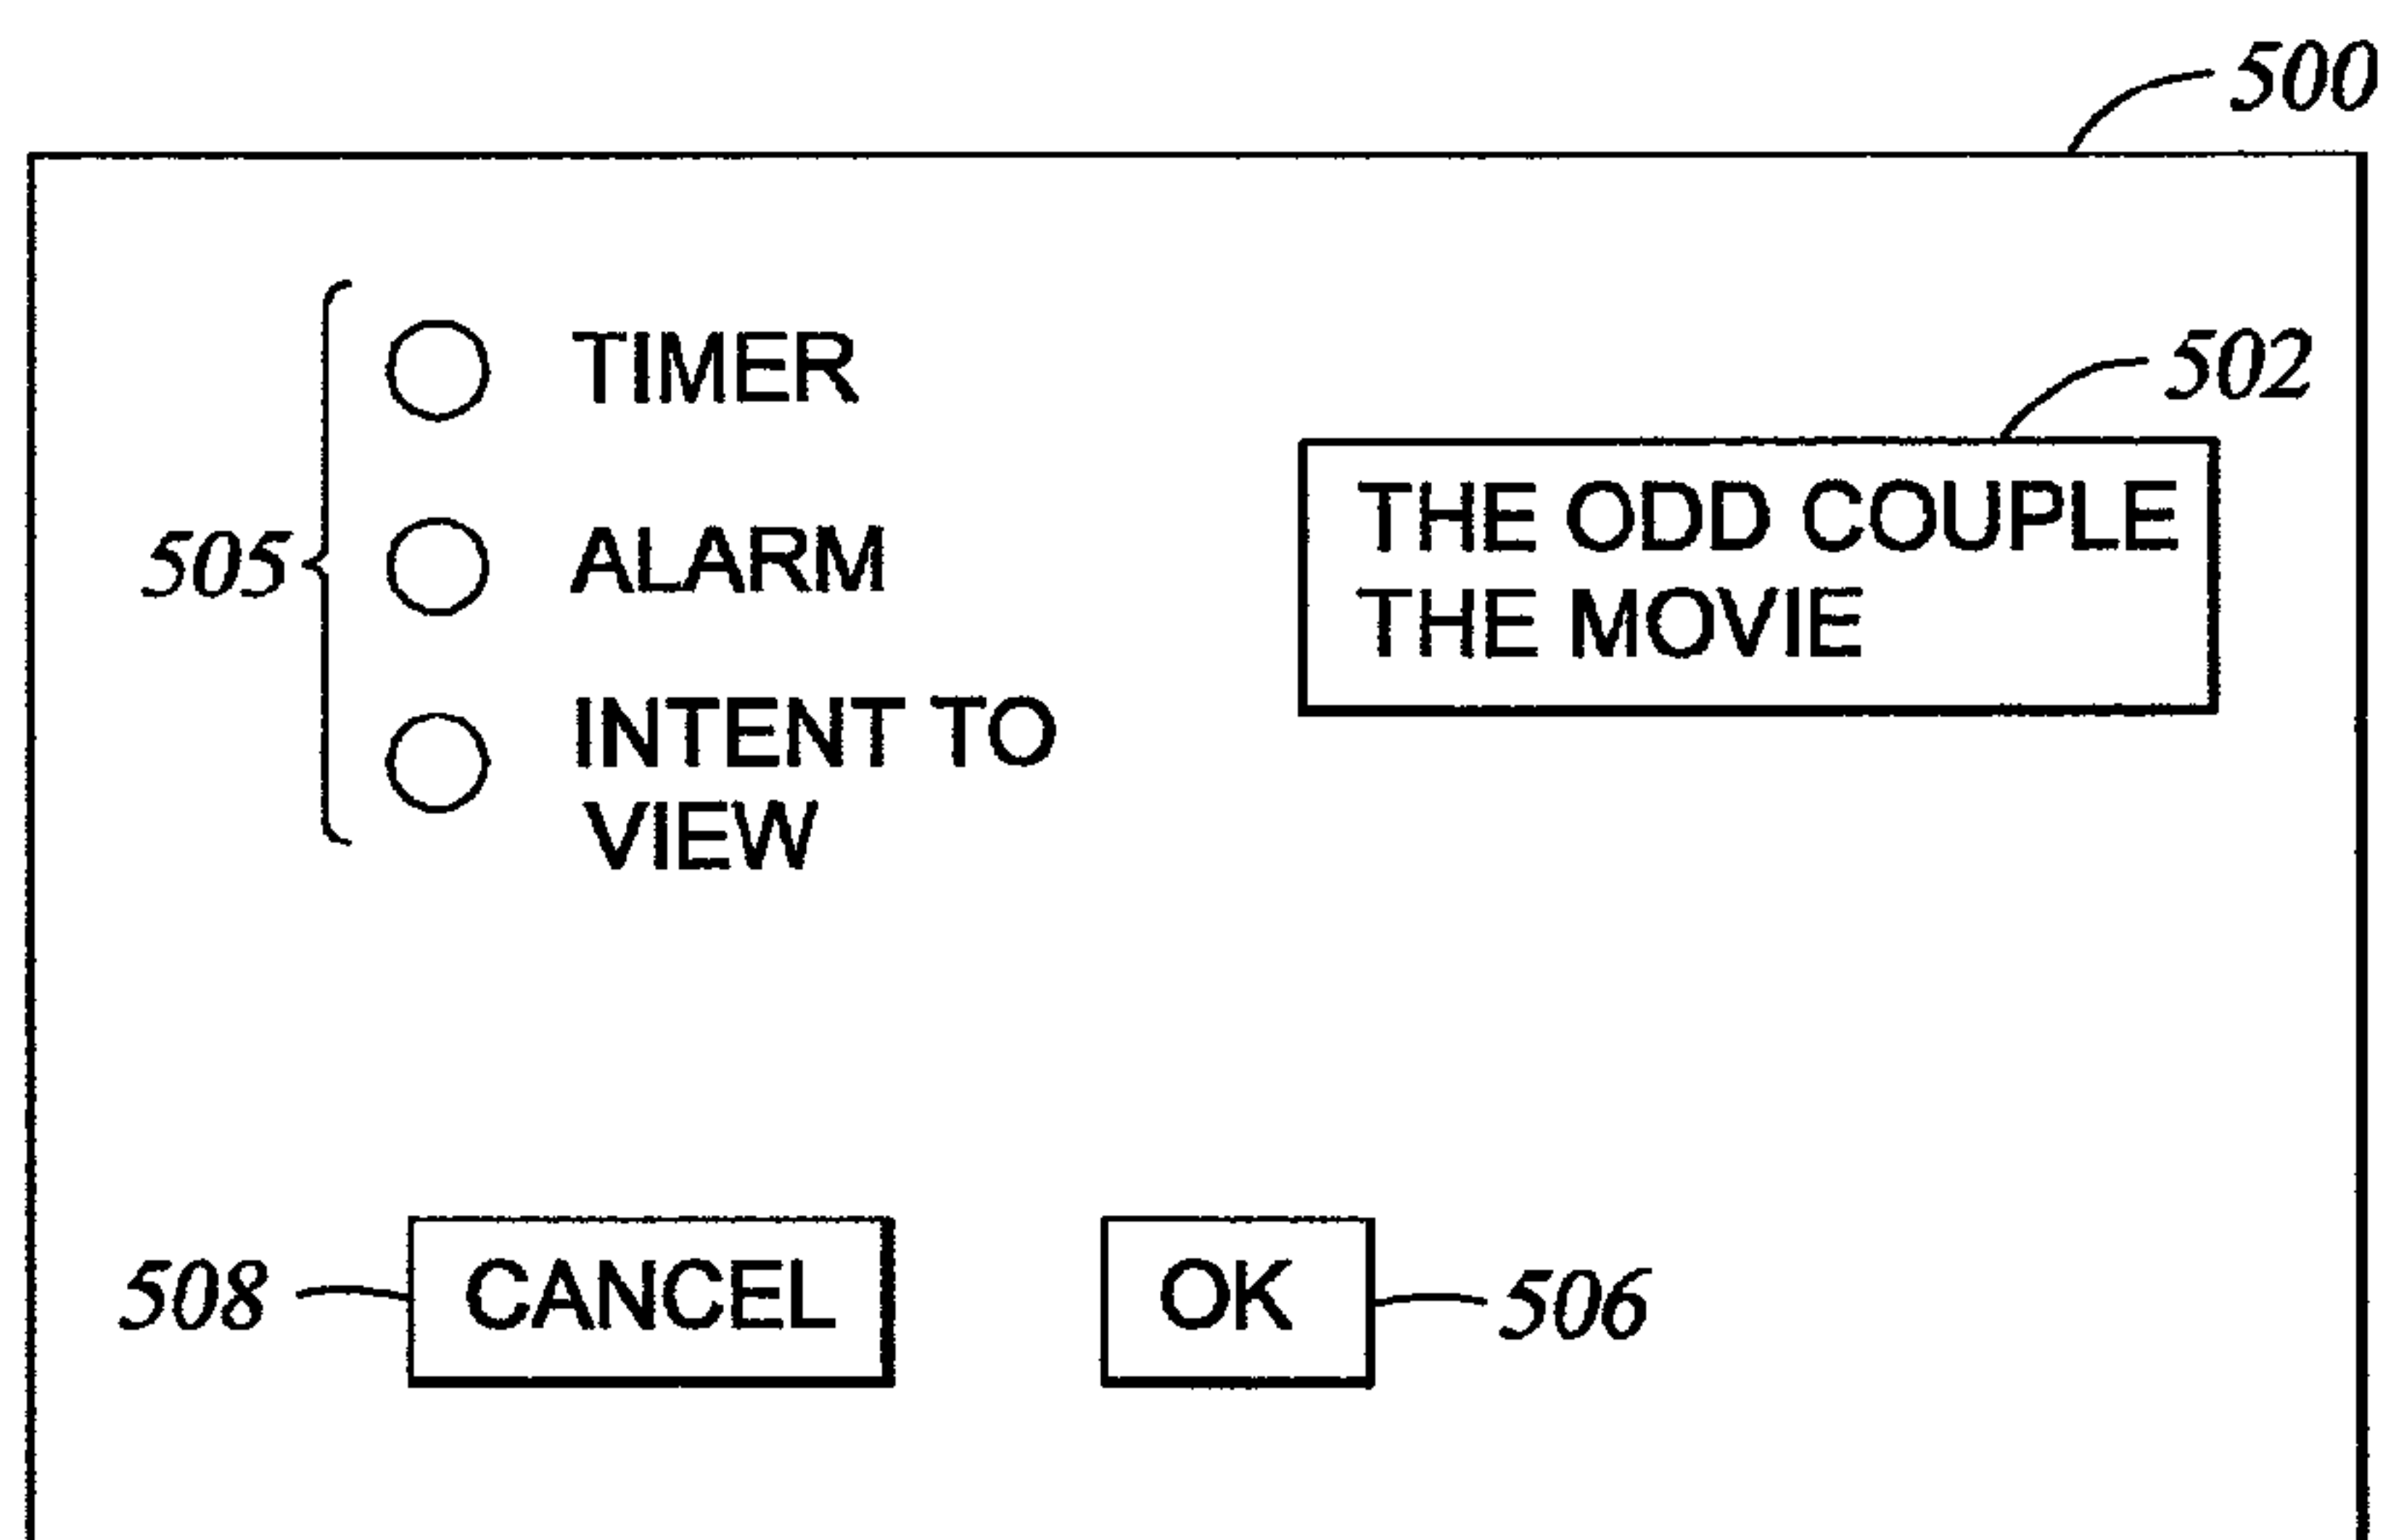 500
TIMER
502
THE ODD COUPLE
THE MOVIE
505
ALARM
INTENT TO
VIEW
508
CANCEL
OK
506